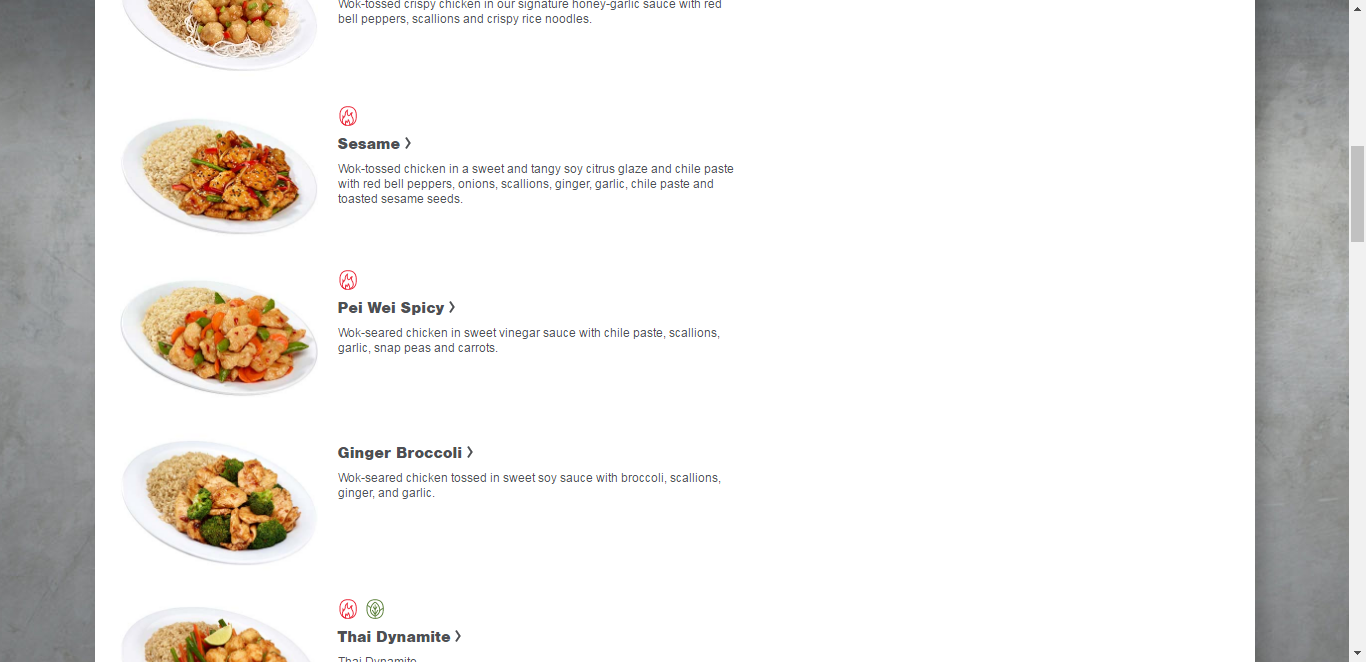 Wok-tossed crispy chicken in our signature honey-garlic sauce with red
bell peppers, scallions and crispy rice noodles.
Sesame >
Wok-tossed chicken in a sweet and tangy soy citrus glaze and chile paste
with red bell peppers, onions, scallions, ginger, garlic, chile paste and
toasted sesame seeds.
Pei Wei Spicy >
Wok-seared chicken in sweet vinegar sauce with chile paste, scallions,
garlic, snap peas and carrots.
Ginger Broccoli >
Wok-seared chicken tossed in sweet soy sauce with broccoli, scallions,
ginger, and garlic.
Thai Dynamite >
Thai Dynamite